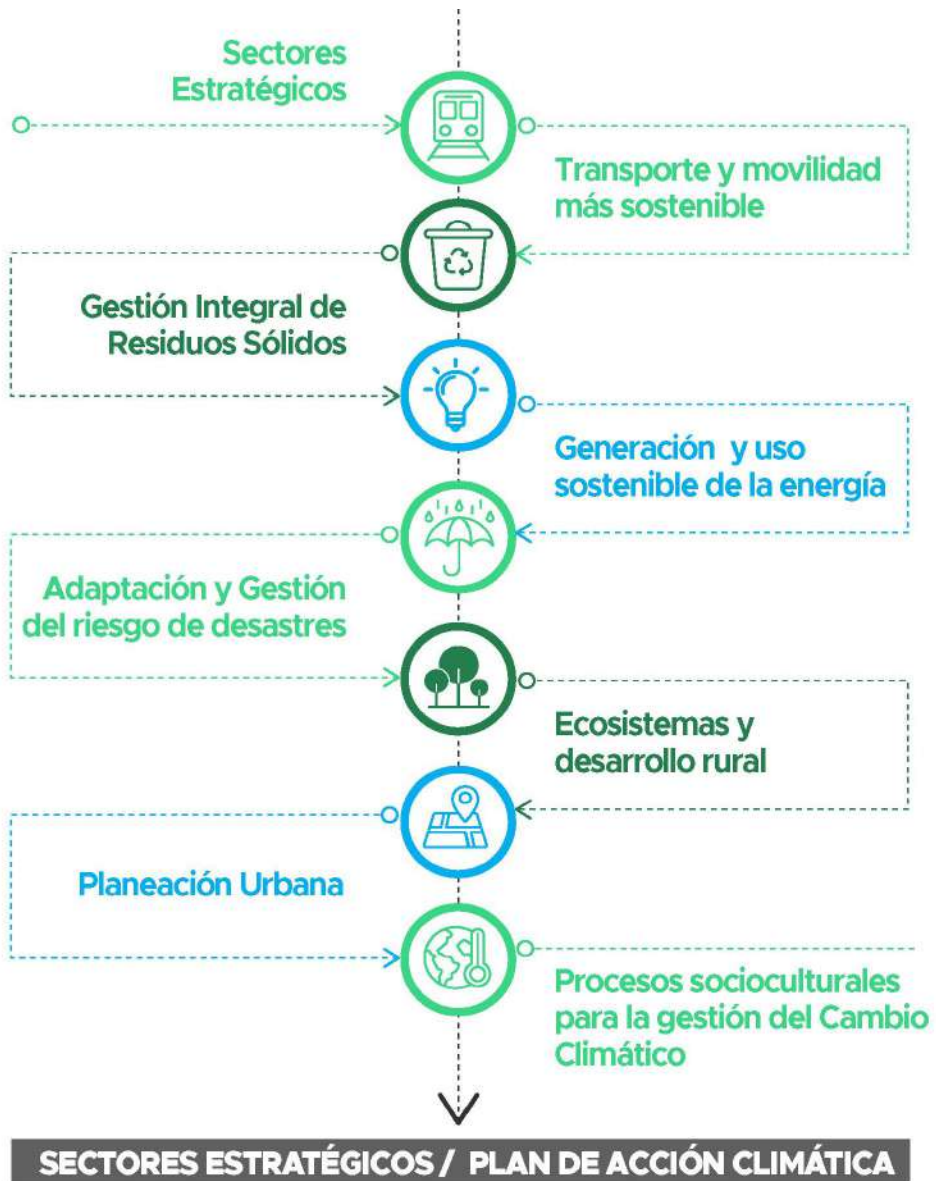 Sectores
Estratégicos
Transporte y movilidad
más sostenible
Gestión Integral de
Residuos Sólidos
Generación y uso
sostenible de la energía
Adaptación y Gestión
del riesgo de desastres
Ecosistemas y
desarrollo rural
Planeación Urbana
Procesos socioculturales
para la gestión del Cambio
Climático
SECTORES ESTRATÉGICOS / PLAN DE ACCIÓN CLIMÁTICA